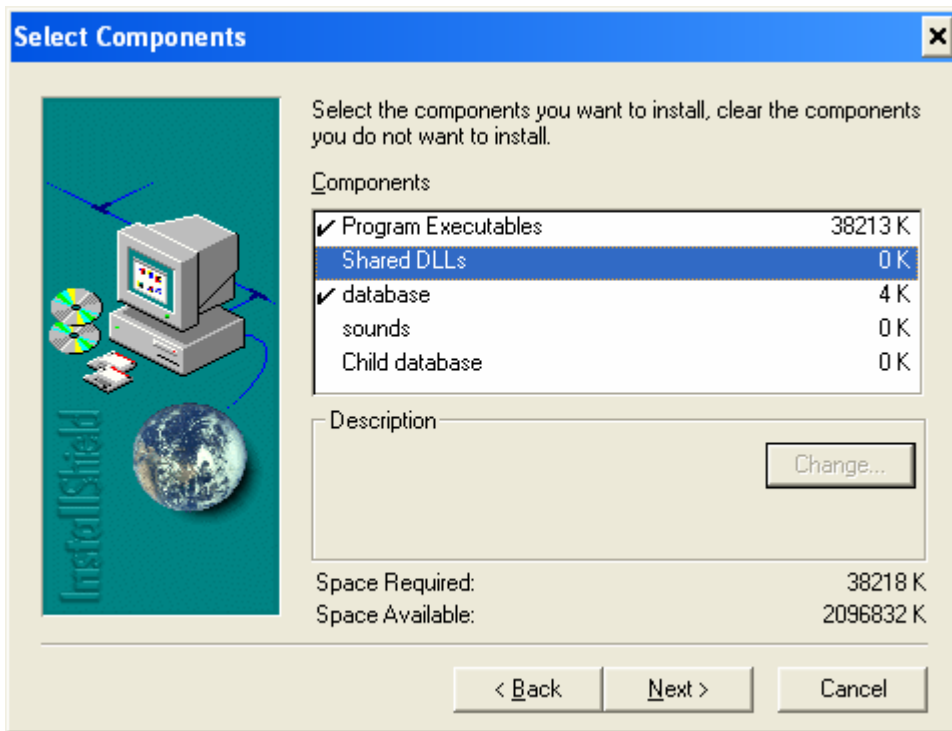 Select Components
Select the components you want to install, clear the components
you do not want to install.
Components
Program Executables 38213 K
Shared DLLs 0 K
database 4 K
sounds 0 K
Child database 0 K
Description
Change...
InstallShield
Space Required: 38218 K
Space Available: 2096832 K
< Back Next > Cancel